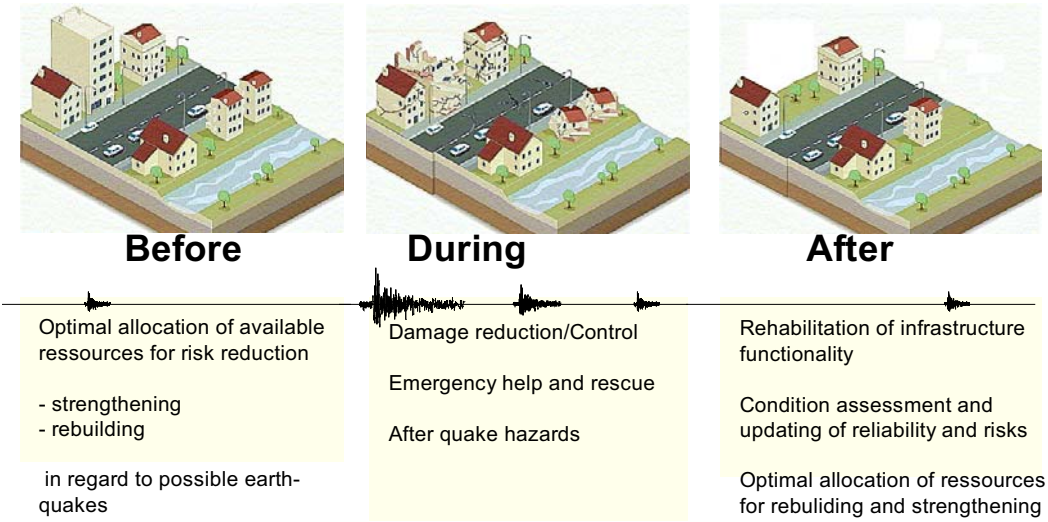 Before
During
After
Optimal allocation of available
ressources for risk reduction
- strengthening
- rebuilding
in regard to possible earth-
quakes
Damage reduction/Control
Emergency help and rescue
After quake hazards
Rehabilitation of infrastructure
functionality
Condition assessment and
updating of reliability and risks
Optimal allocation of ressources
for rebuliding and strengthening